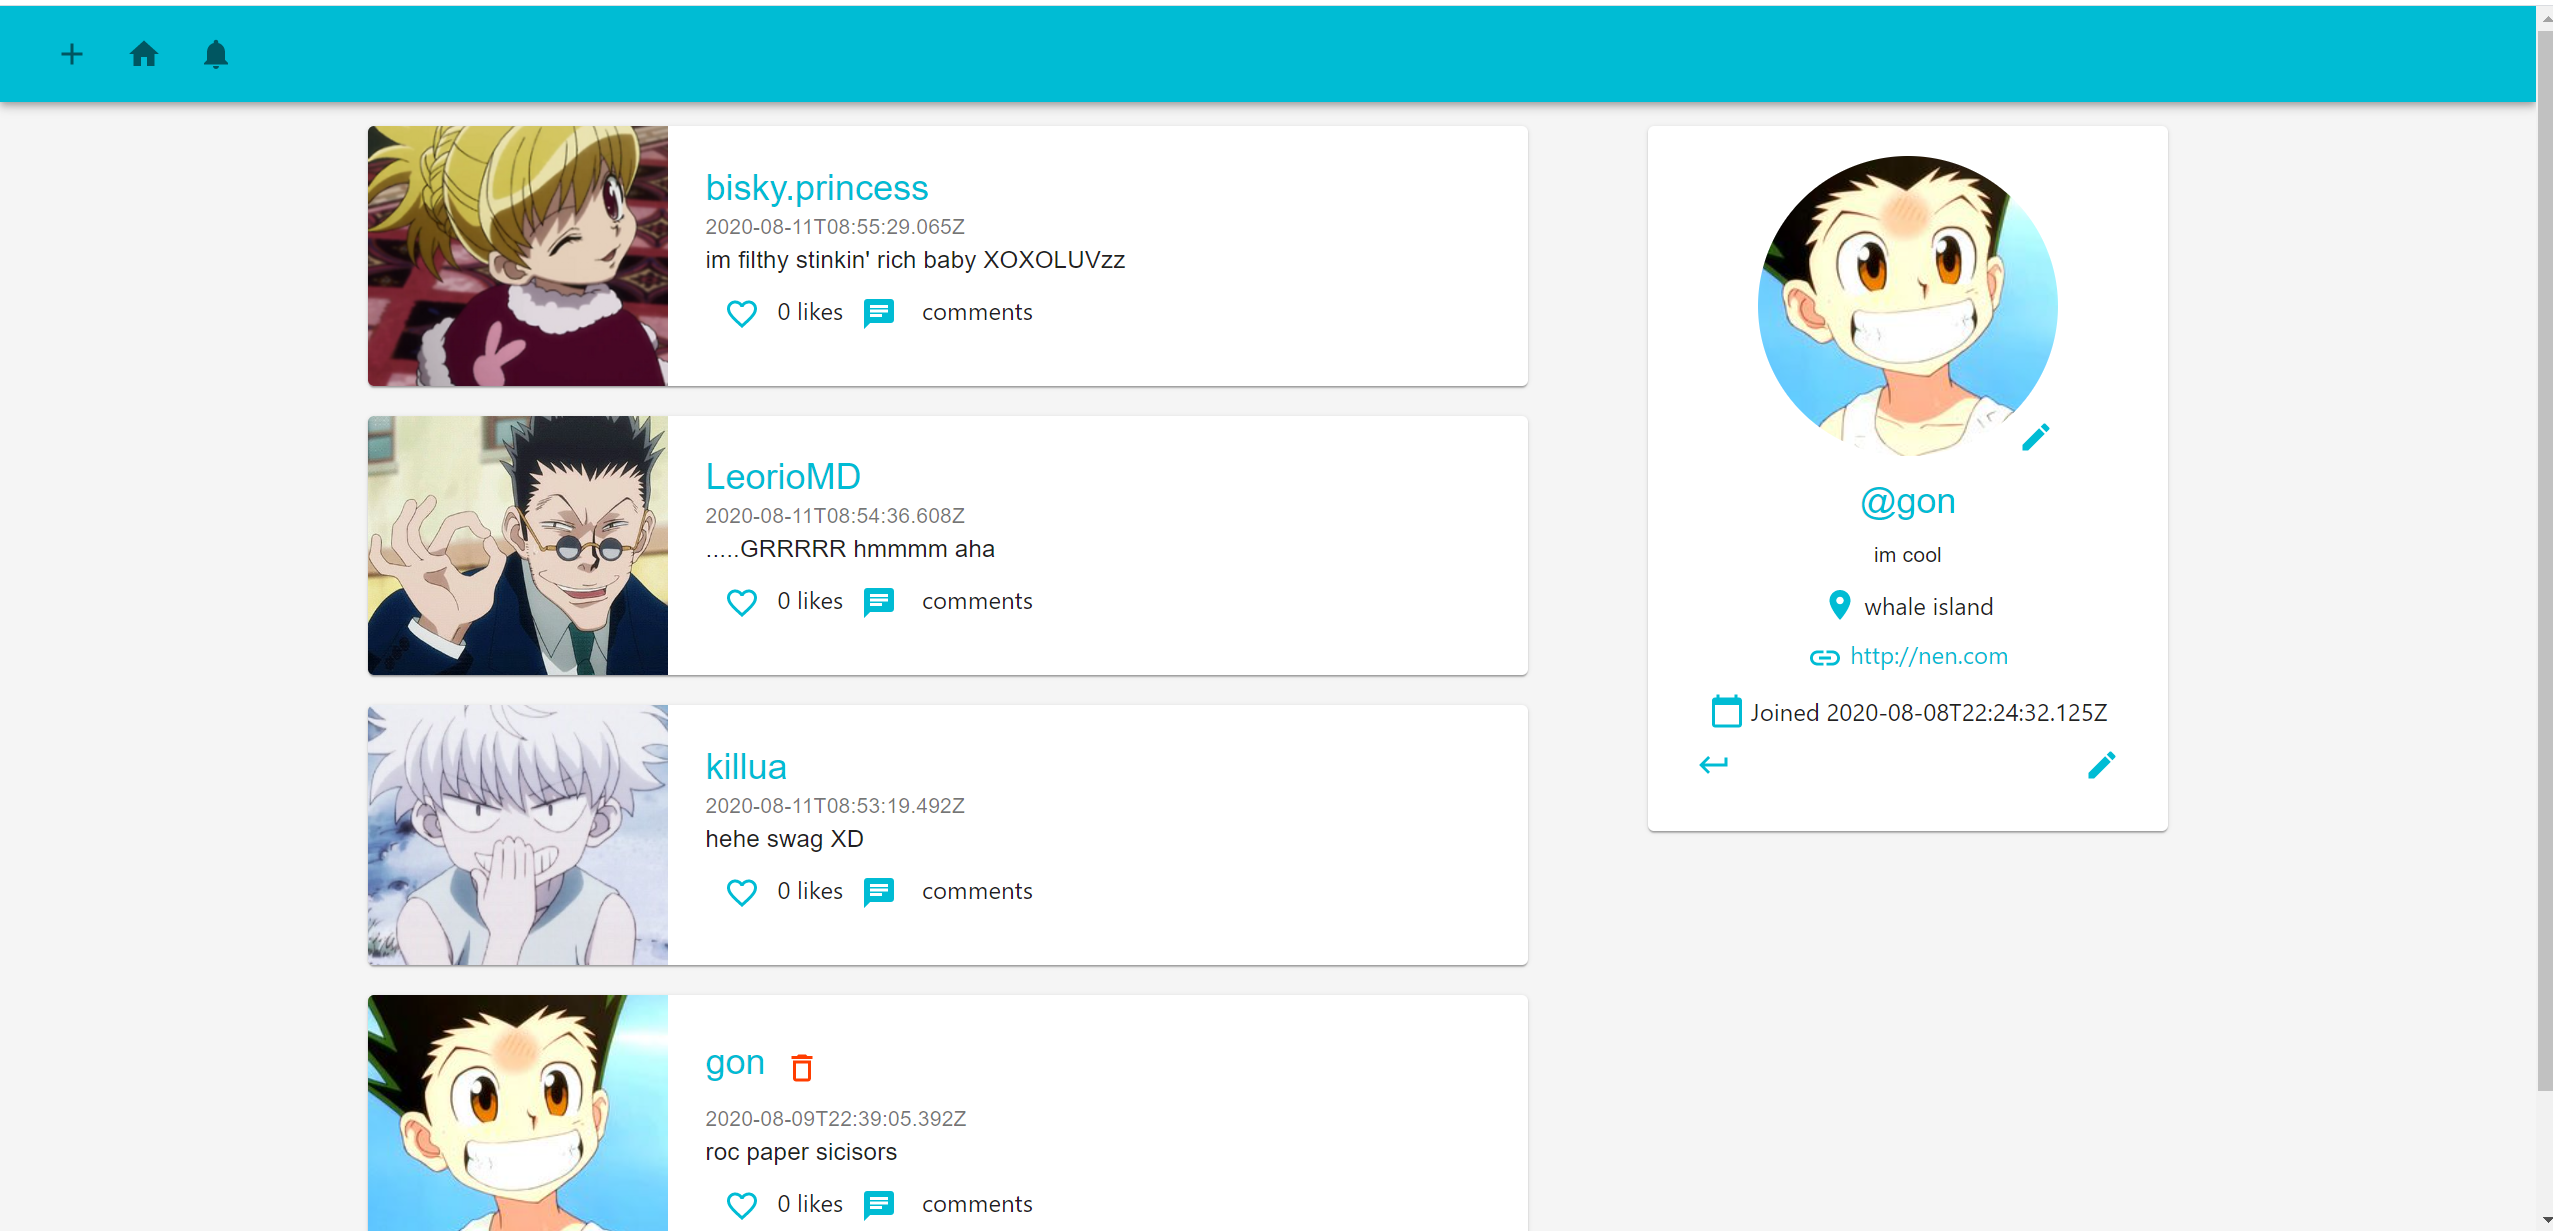 bisky.princess
2020-08-11T08:55:29.065Z
im filthy stinkin' rich baby XOXOLUVzz
0 likes comments
LeorioMD
2020-08-11T08:54:36.608Z
.....GRRRRR hmmmm aha
0 likes comments
killua
2020-08-11T08:53:19.492Z
hehe swag XD
0 likes comments
gon
2020-08-09T22:39:05.392Z
roc paper sicisors
0 likes comments
@gon
im cool
whale island
http://nen.com
Joined 2020-08-08T22:24:32.125Z